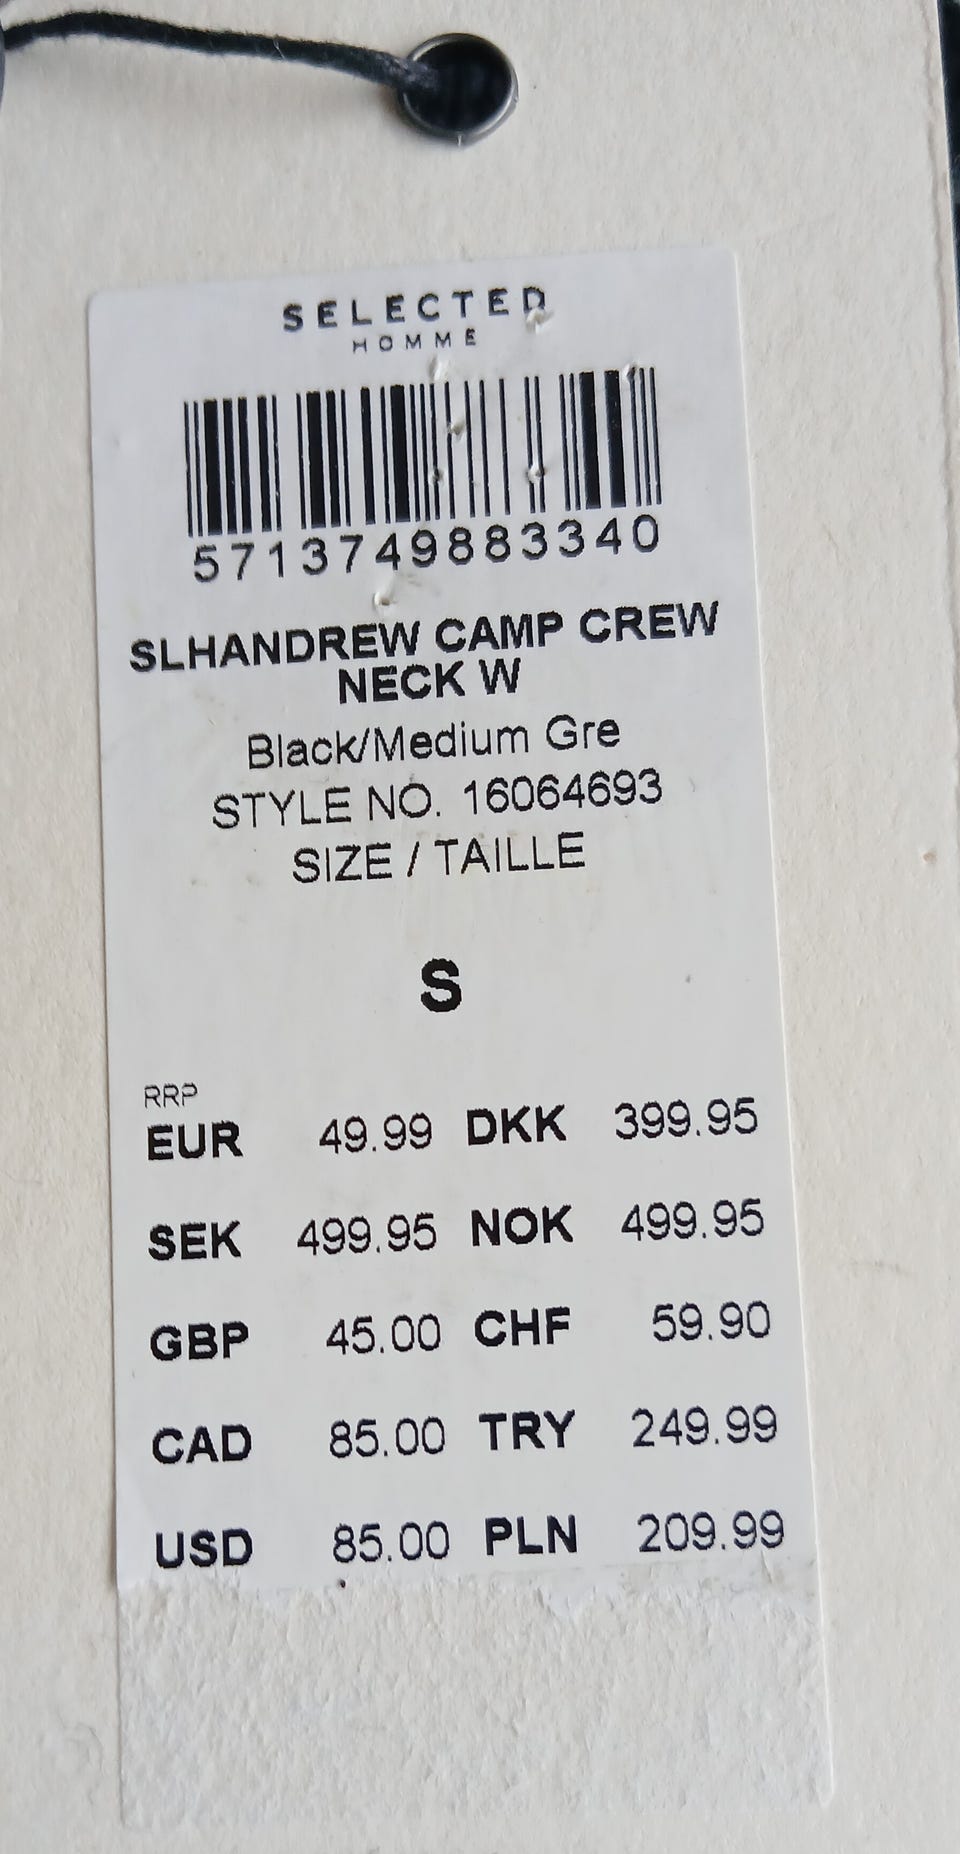 SELECTED
HOMME
5713749883340
SLHANDREW CAMP CREW
NECK W
Black/Medium Gre
STYLE NO. 16064693
SIZE / TAILLE
S
RRP
EUR 49.99 DKK 399.95
SEK 499.95 NOK 499.95
GBP 45.00 CHF 59.90
CAD 85.00 TRY 249.99
USD 85.00 PLN 209.99